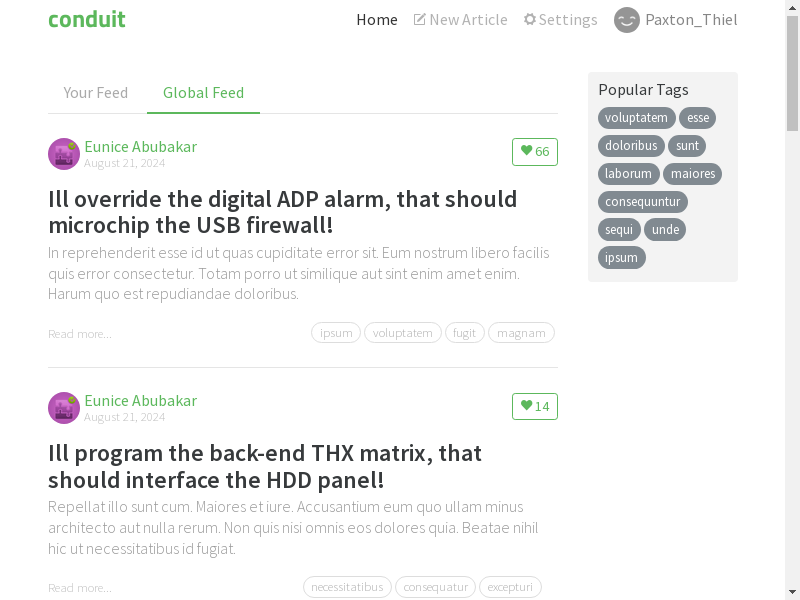 conduit
Home
New Article
Settings
Paxton_Thiel
Your Feed
Global Feed
Popular Tags
voluptatem
esse
doloribus
sunt
laborum
maiores
consequuntur
sequi
unde
ipsum
Eunice Abubakar
August 21, 2024
66
Ill override the digital ADP alarm, that should
microchip the USB firewall!
In reprehenderit esse id ut quas cupiditate error sit. Eum nostrum libero facilis
quis error consectetur. Totam porro ut similique aut sint enim amet enim.
Harum quo est repudiandae doloribus.
Read more...
ipsum
voluptatem
fugit
magnam
Eunice Abubakar
August 21, 2024
14
Ill program the back-end THX matrix, that
should interface the HDD panel!
Repellat illo sunt cum. Maiores et iure. Accusantium eum quo ullam minus
architecto aut nulla rerum. Non quis nisi omnis eos dolores quia. Beatae nihil
hic ut necessitatibus id fugiat.
Read more...
necessitatibus
consequatur
excepturi